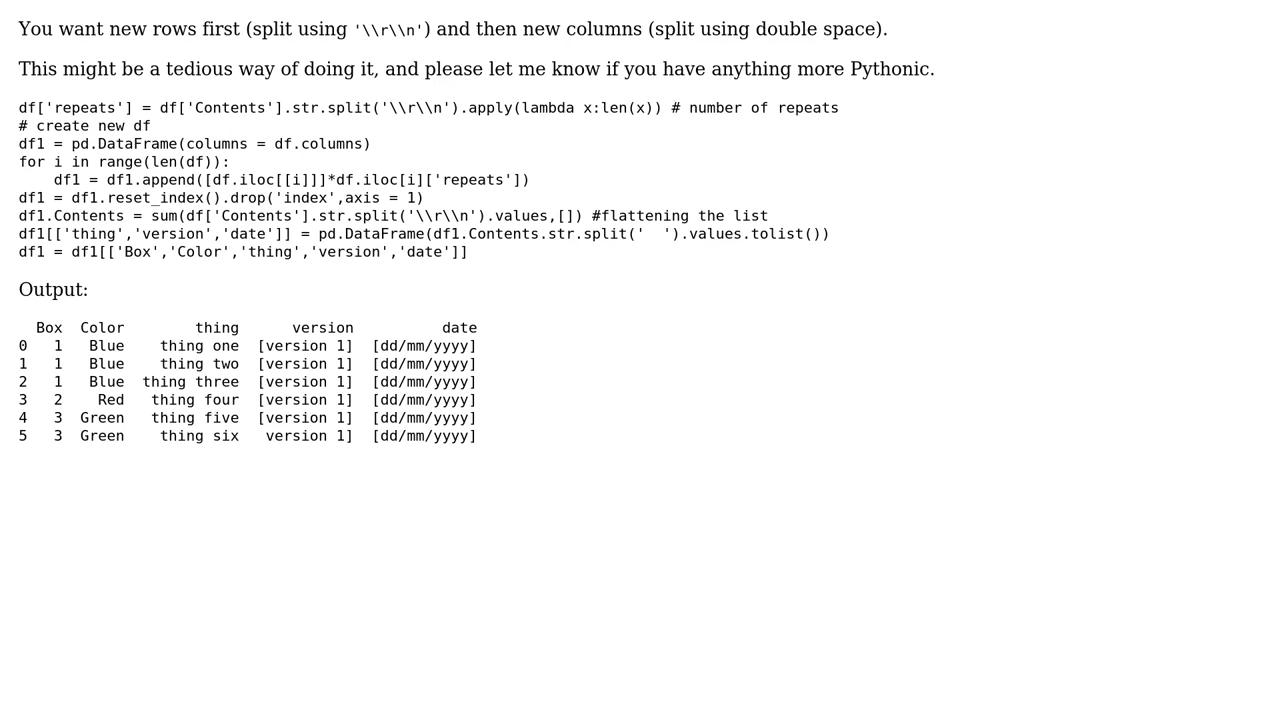 You want new rows first (split using '\\r\\n') and then new columns (split using double space).
This might be a tedious way of doing it, and please let me know if you have anything more Pythonic.
df['repeats'] = df['Contents'].str.split('\\r\\n').apply(lambda x:len(x)) # number of repeats
# create new df
df1 = pd.DataFrame(columns = df.columns)
for i in range(len(df)):
    df1 = df1.append([df.iloc[[i]]]*df.iloc[i]['repeats'])
df1 = df1.reset_index().drop('index',axis = 1)
df1.Contents = sum(df['Contents'].str.split('\\r\\n').values,[]) #flattening the list
df1[['thing','version','date']] = pd.DataFrame(df1.Contents.str.split('  ').values.tolist())
df1 = df1[['Box','Color','thing','version','date']]
Output:
  Box  Color        thing      version          date
0   1   Blue    thing one  [version 1]  [dd/mm/yyyy]
1   1   Blue    thing two  [version 1]  [dd/mm/yyyy]
2   1   Blue  thing three  [version 1]  [dd/mm/yyyy]
3   2    Red   thing four  [version 1]  [dd/mm/yyyy]
4   3  Green   thing five  [version 1]  [dd/mm/yyyy]
5   3  Green    thing six   version 1]  [dd/mm/yyyy]